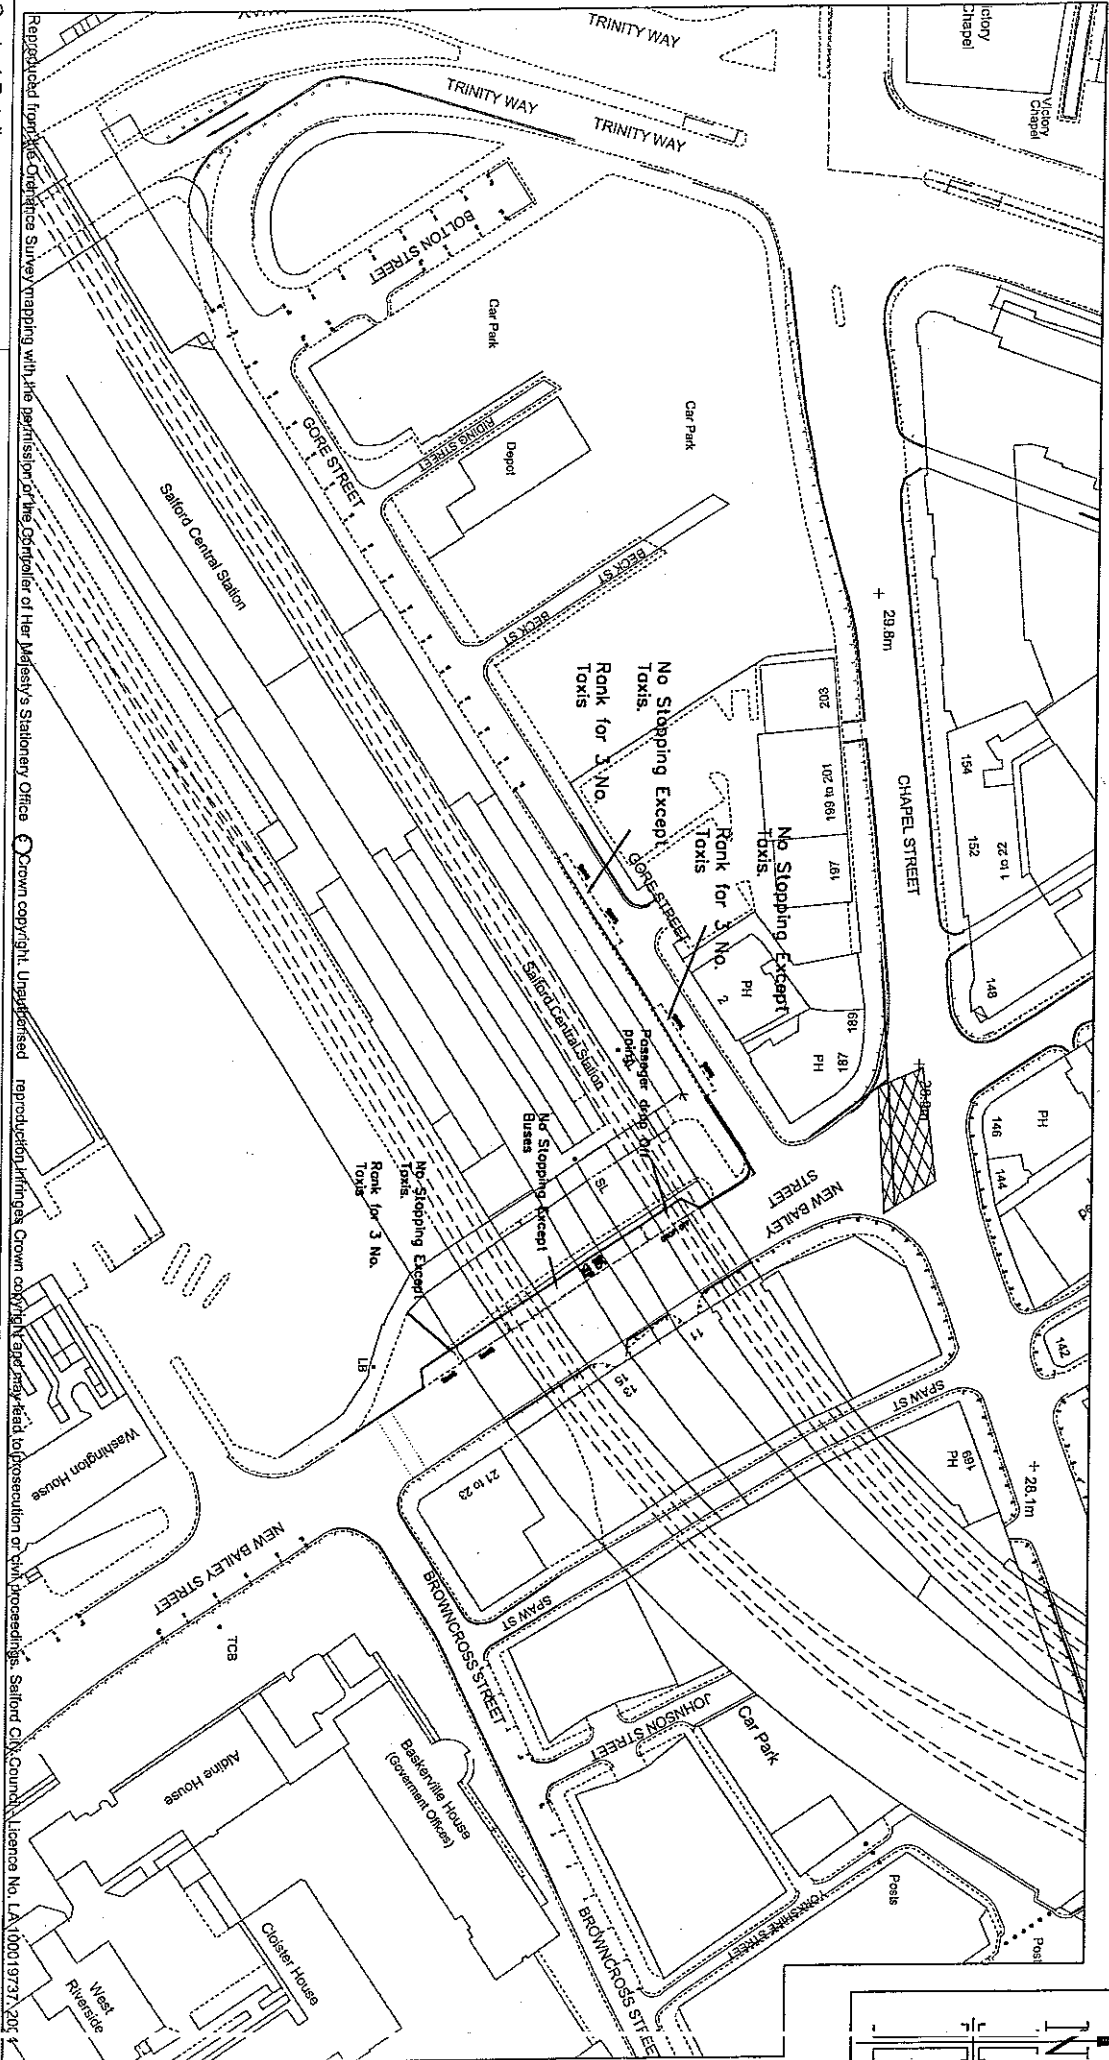 TRINITY WAY
TRINITY WAY
TRINITY WAY
Victory
Chapel
BOLTON STREET
Car Park
Car Park
GORE STREET
RIDING STREET
Depot
BECK ST
BECK ST
Salford Central Station
+ 29.8m
CHAPEL STREET
No Stopping Except
Taxis.
Rank for 3 No.
Taxis
No Stopping Except
Taxis.
Rank for 3 No.
Taxis
203
199 to 201
197
189
187
PH
PH
2
GORE STREET
154
152
11 to 22
148
PH
146
144
142
Salford Central Station
Passenger drop Off
point
No Stopping Except
Buses
No Stopping Except
Taxis.
Rank for 3 No.
Taxis
SL
LB
NEW BAILEY
STREET
11
13
15
21 to 23
SPAW ST
SPAW ST
169
PH
+ 28.1m
Washington House
NEW BAILEY STREET
TCB
BROWNCROSS STREET
JOHNSON STREET
Car Park
Aldine House
Baskerville House
(Goverment Offices)
Cloister House
West
Riverside
YORKSHIRE STREET
Posts
Post
N
Reproduced from the Ordnance Survey mapping with the permission of the Controller of Her Majesty's Stationery Office © Crown copyright. Unauthorised reproduction infringes Crown copyright and may lead to prosecution or civil proceedings. Salford City Council. Licence No. LA 100019737.